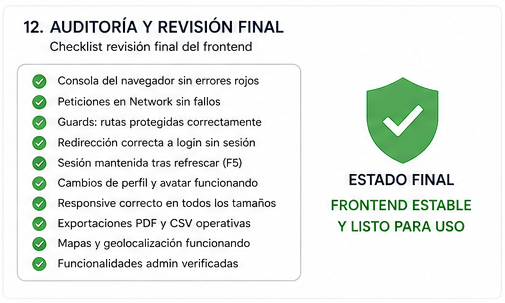 12. AUDITORÍA Y REVISIÓN FINAL
Checklist revisión final del frontend
Consola del navegador sin errores rojos
Peticiones en Network sin fallos
Guards: rutas protegidas correctamente
Redirección correcta a login sin sesión
Sesión mantenida tras refrescar (F5)
Cambios de perfil y avatar funcionando
Responsive correcto en todos los tamaños
Exportaciones PDF y CSV operativas
Mapas y geolocalización funcionando
Funcionalidades admin verificadas
ESTADO FINAL
FRONTEND ESTABLE
Y LISTO PARA USO